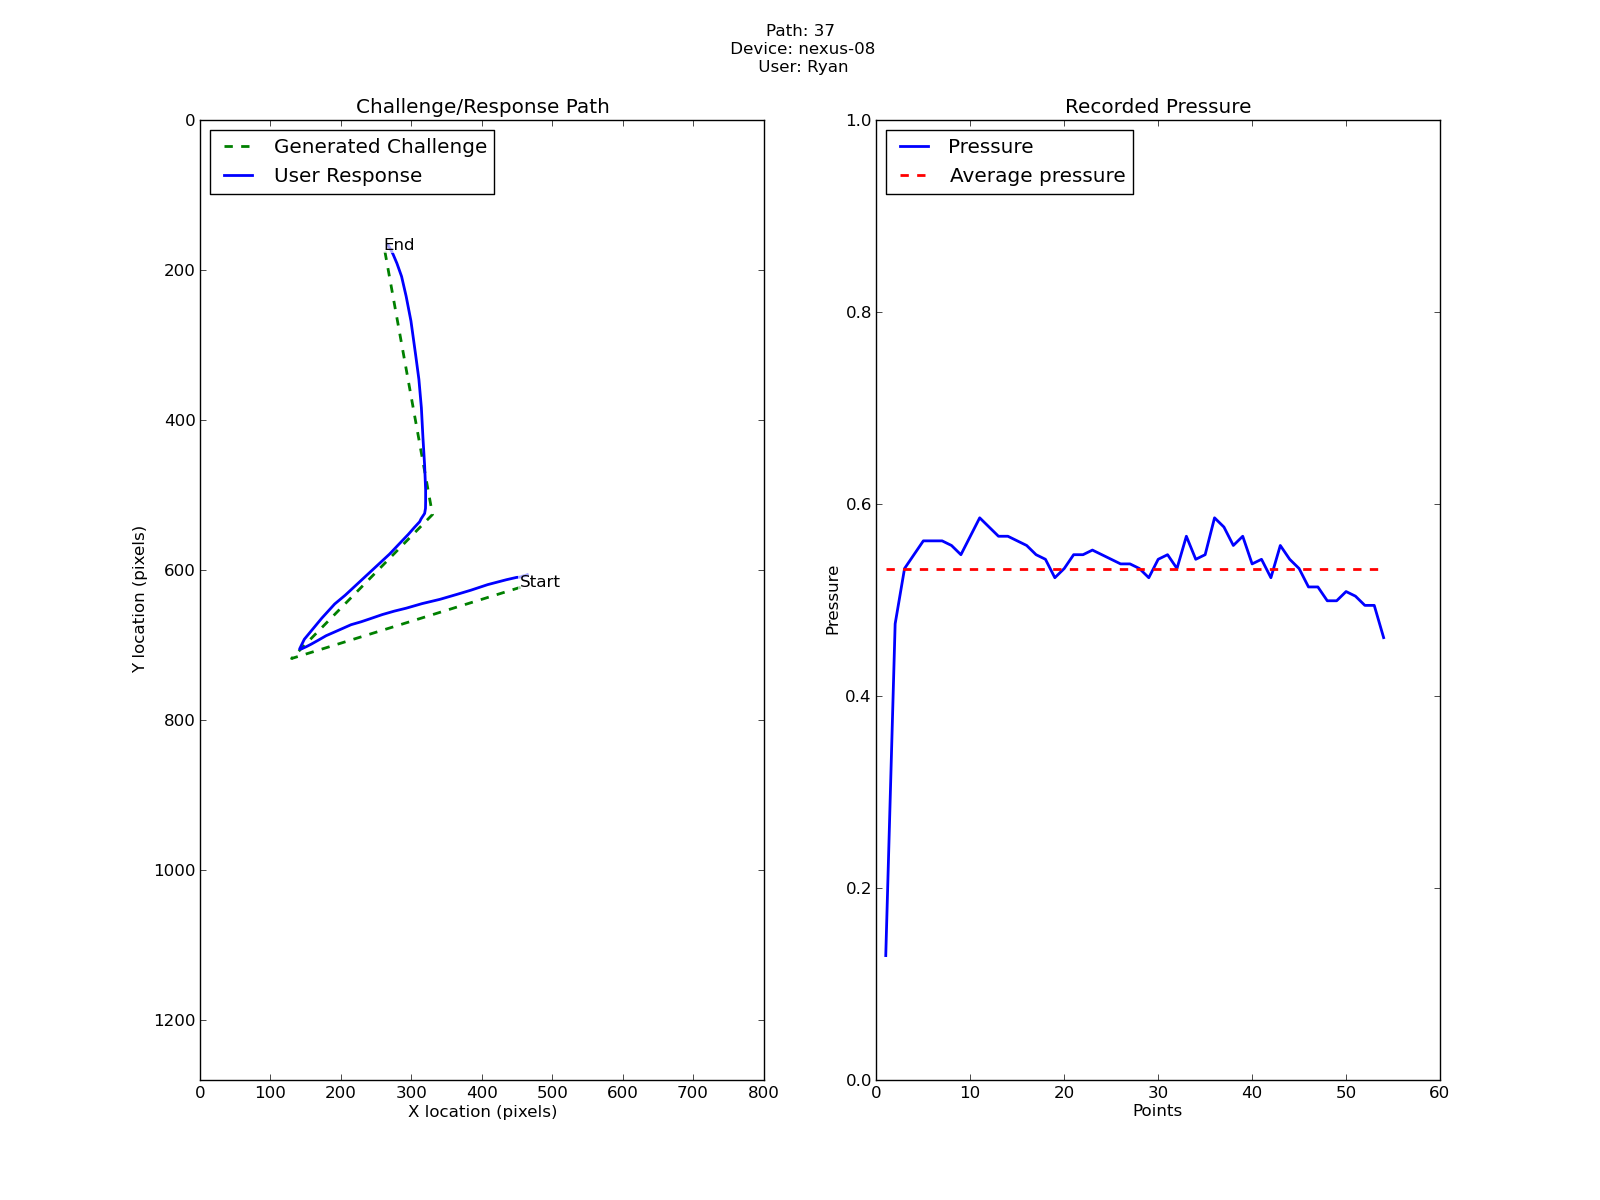 Path: 37
Device: nexus-08
User: Ryan
Challenge/Response Path
Generated Challenge
User Response
End
Start
0
200
400
600
800
1000
1200
Y location (pixels)
0 100 200 300 400 500 600 700 800
X location (pixels)
Recorded Pressure
Pressure
Average pressure
1.0
0.8
0.6
0.4
0.2
0.0
Pressure
0 10 20 30 40 50 60
Points